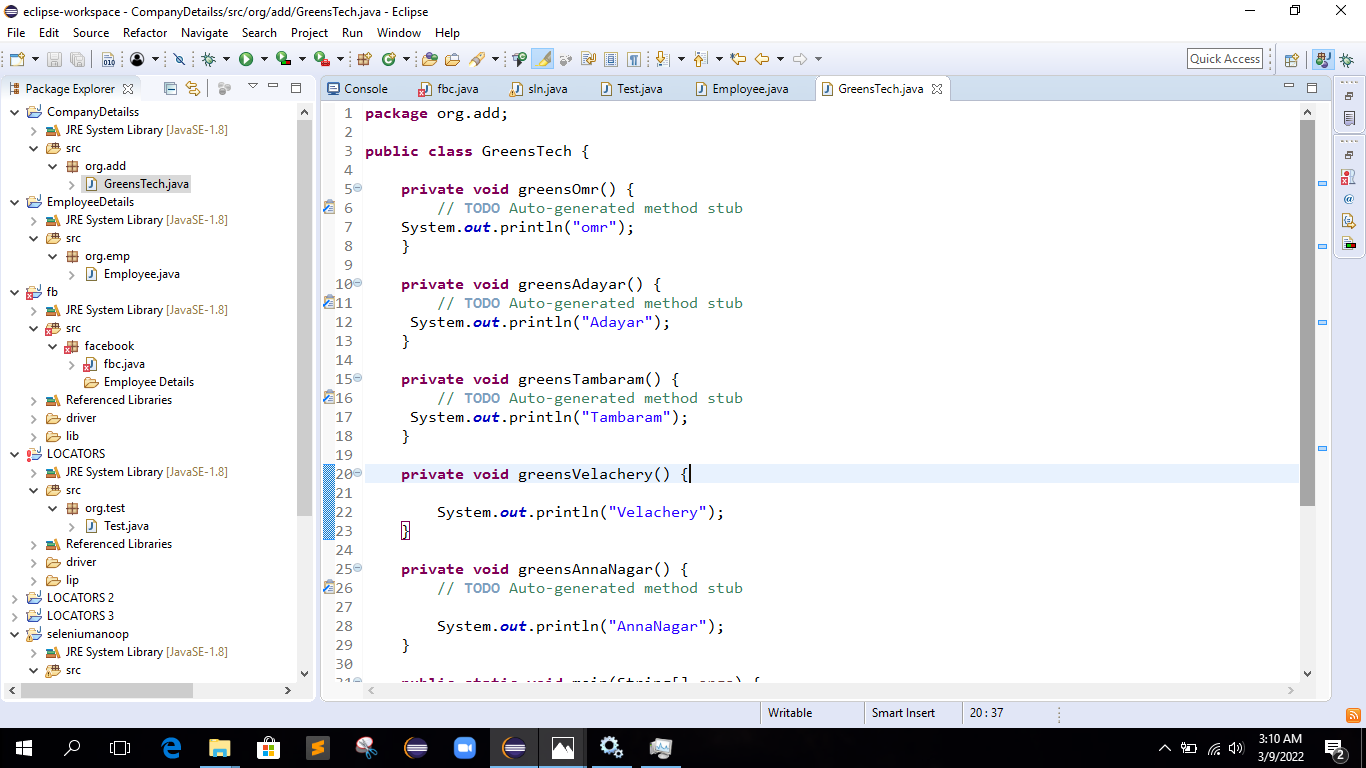 eclipse-workspace - CompanyDetailss/src/org/add/GreensTech.java - Eclipse
File Edit Source Refactor Navigate Search Project Run Window Help
Quick Access
Package Explorer
Console fbc.java sln.java Test.java Employee.java GreensTech.java
CompanyDetailss
JRE System Library [JavaSE-1.8]
src
org.add
GreensTech.java
EmployeeDetails
JRE System Library [JavaSE-1.8]
src
org.emp
Employee.java
fb
JRE System Library [JavaSE-1.8]
src
facebook
fbc.java
Employee Details
Referenced Libraries
driver
lib
LOCATORS
JRE System Library [JavaSE-1.8]
src
org.test
Test.java
Referenced Libraries
driver
lip
LOCATORS 2
LOCATORS 3
seleniumanoop
JRE System Library [JavaSE-1.8]
src
1 package org.add;
2
3 public class GreensTech {
4
5 private void greensOmr() {
6 // TODO Auto-generated method stub
7 System.out.println("omr");
8 }
9
10 private void greensAdayar() {
11 // TODO Auto-generated method stub
12 System.out.println("Adayar");
13 }
14
15 private void greensTambaram() {
16 // TODO Auto-generated method stub
17 System.out.println("Tambaram");
18 }
19
20 private void greensVelachery() {
21
22 System.out.println("Velachery");
23 }
24
25 private void greensAnnaNagar() {
26 // TODO Auto-generated method stub
27
28 System.out.println("AnnaNagar");
29 }
30
31 public static void main(String[] args) {
Writable Smart Insert 20 : 37
3:10 AM
3/9/2022
2